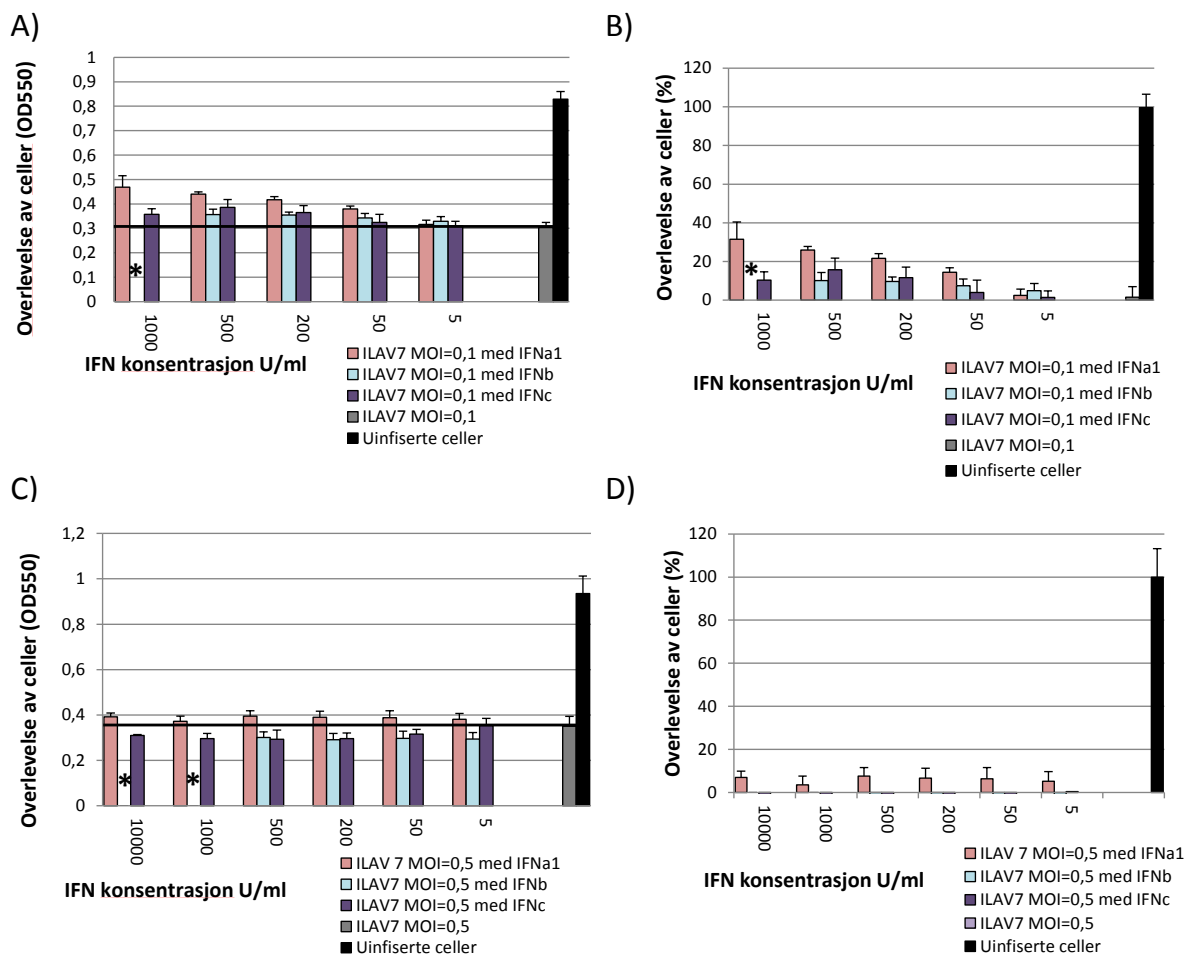 A)
Overlevelse av celler (OD550)
1
0,9
0,8
0,7
0,6
0,5
0,4
0,3
0,2
0,1
0
*
1000
500
200
50
5
IFN konsentrasjon U/ml
ILAV7 MOI=0,1 med IFNa1
ILAV7 MOI=0,1 med IFNb
ILAV7 MOI=0,1 med IFNc
ILAV7 MOI=0,1
Uinfiserte celler
B)
Overlevelse av celler (%)
120
100
80
60
40
20
0
*
1000
500
200
50
5
IFN konsentrasjon U/ml
ILAV7 MOI=0,1 med IFNa1
ILAV7 MOI=0,1 med IFNb
ILAV7 MOI=0,1 med IFNc
ILAV7 MOI=0,1
Uinfiserte celler
C)
Overlevelse av celler (OD550)
1,2
1
0,8
0,6
0,4
0,2
0
*
*
10000
1000
500
200
50
5
IFN konsentrasjon U/ml
ILAV 7 MOI=0,5 med IFNa1
ILAV7 MOI=0,5 med IFNb
ILAV7 MOI=0,5 med IFNc
ILAV7 MOI=0,5
Uinfiserte celler
D)
Overlevelse av celler (%)
120
100
80
60
40
20
0
10000
1000
500
200
50
5
IFN konsentrasjon U/ml
ILAV 7 MOI=0,5 med IFNa1
ILAV7 MOI=0,5 med IFNb
ILAV7 MOI=0,5 med IFNc
ILAV7 MOI=0,5
Uinfiserte celler